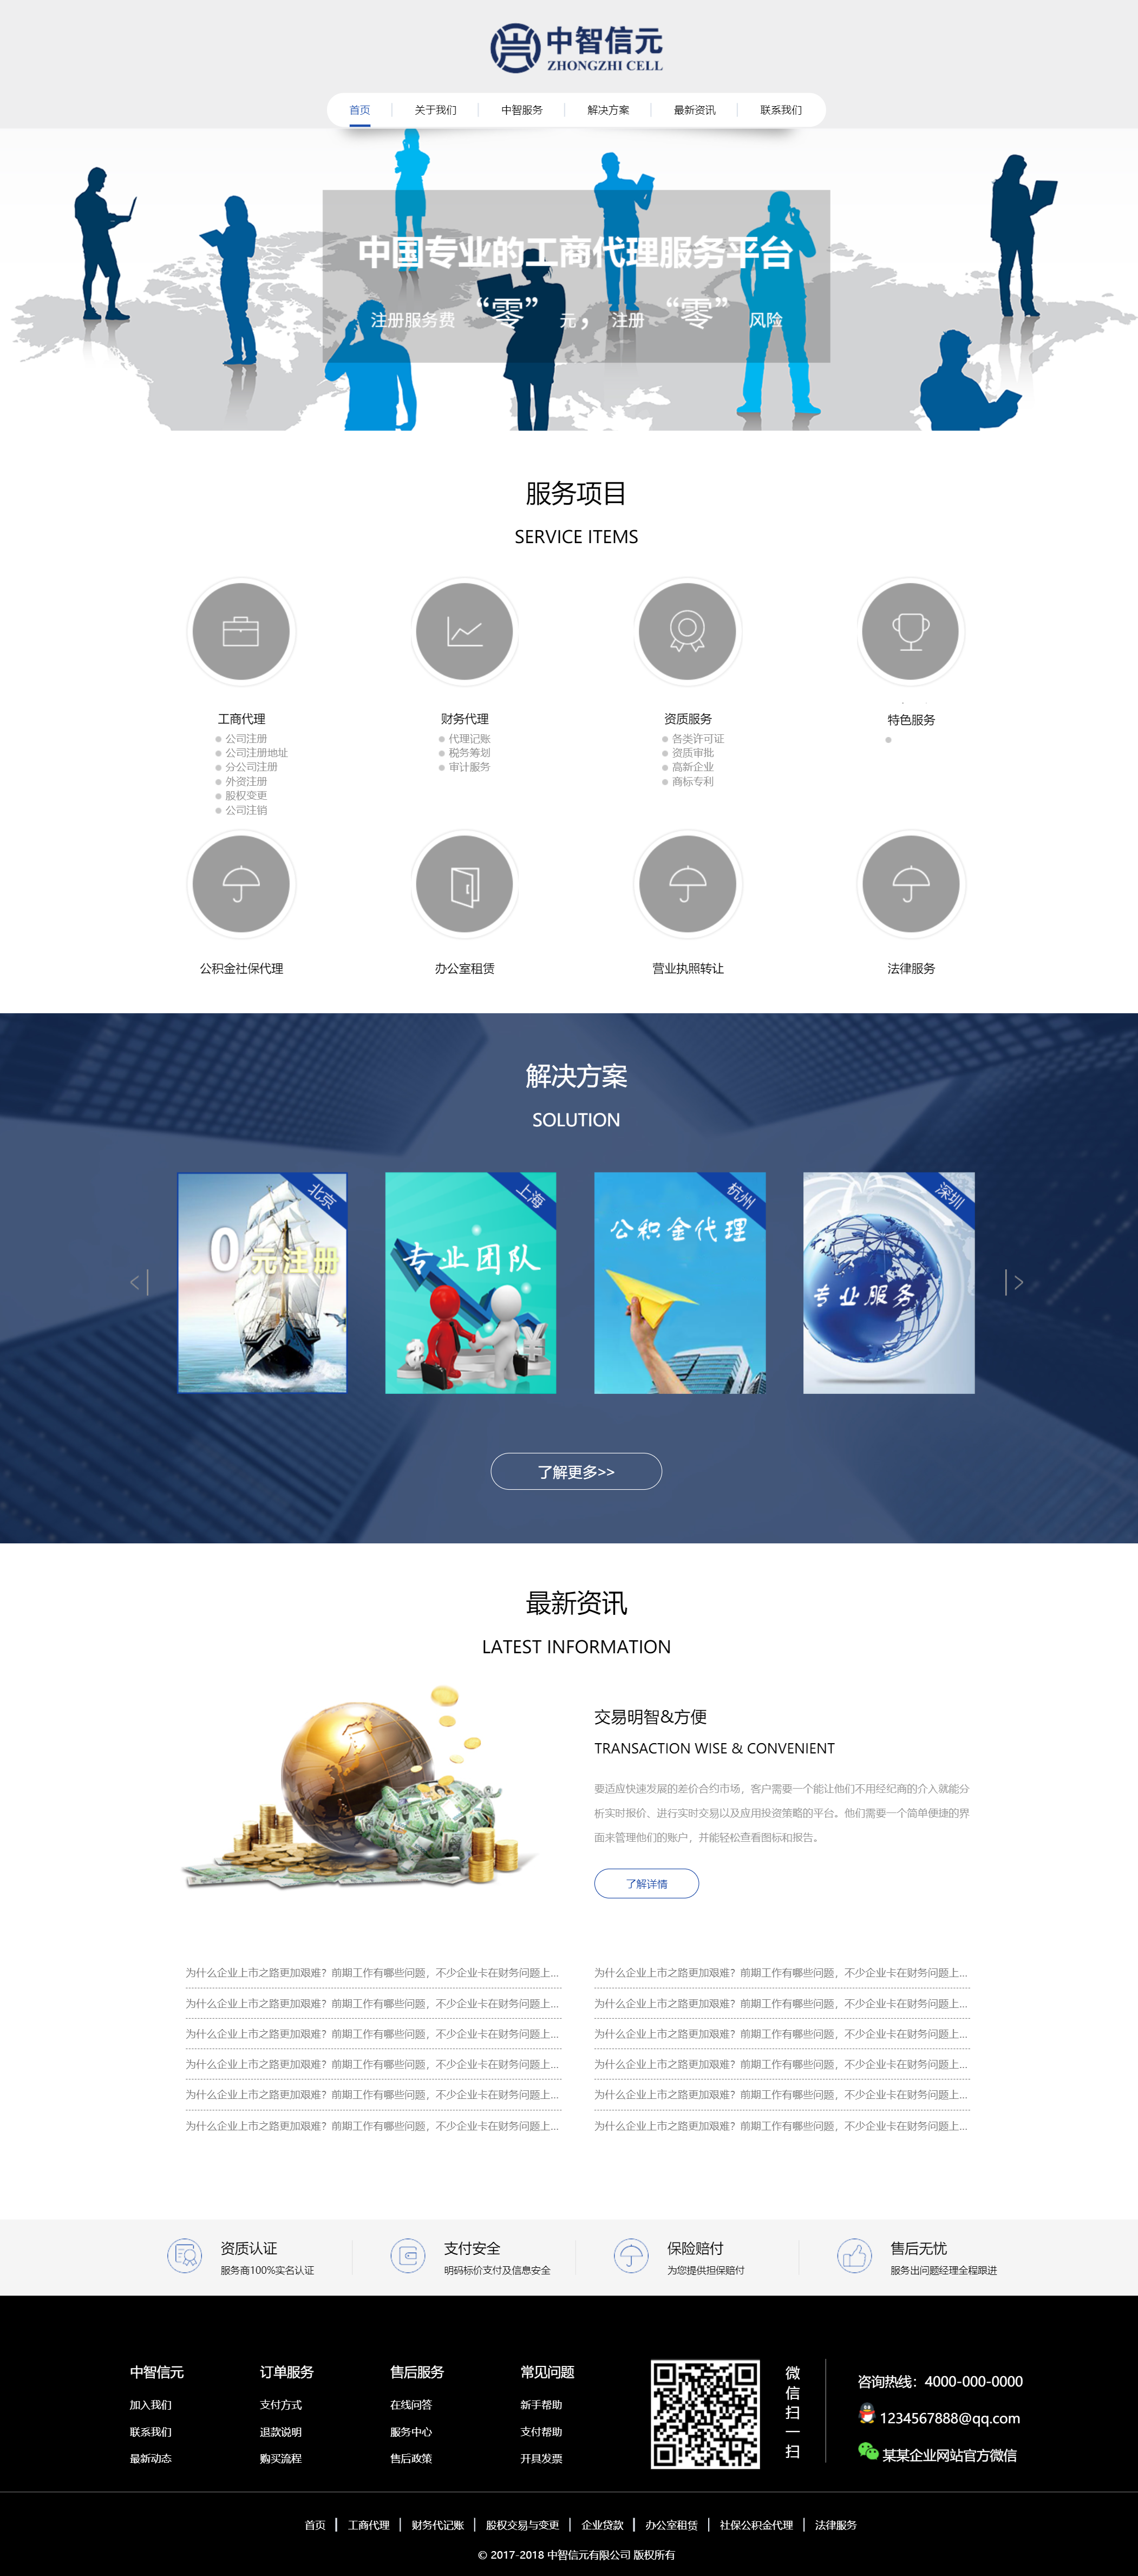 中智信元
ZHONGZHI CELL
首页 关于我们 中智服务 解决方案 最新资讯 联系我们
中国专业的工商代理服务平台
注册服务费 “零” 元， 注册 “零” 风险
服务项目
SERVICE ITEMS
工商代理
公司注册
公司注册地址
分公司注册
外资注册
股权变更
公司注销
财务代理
代理记账
税务筹划
审计服务
资质服务
各类许可证
资质审批
高新企业
商标专利
特色服务
公积金社保代理
办公室租赁
营业执照转让
法律服务
解决方案
SOLUTION
北京
0元注册
上海
专业团队
杭州
公积金代理
深圳
专业服务
了解更多>>
最新资讯
LATEST INFORMATION
交易明智&方便
TRANSACTION WISE & CONVENIENT
要适应快速发展的差价合约市场，客户需要一个能让他们不用经纪商的介入就能分
析实时报价、进行实时交易以及应用投资策略的平台。他们需要一个简单便捷的界
面来管理他们的账户，并能轻松查看图标和报告。
了解详情
为什么企业上市之路更加艰难？前期工作有哪些问题，不少企业卡在财务问题上...
为什么企业上市之路更加艰难？前期工作有哪些问题，不少企业卡在财务问题上...
为什么企业上市之路更加艰难？前期工作有哪些问题，不少企业卡在财务问题上...
为什么企业上市之路更加艰难？前期工作有哪些问题，不少企业卡在财务问题上...
为什么企业上市之路更加艰难？前期工作有哪些问题，不少企业卡在财务问题上...
为什么企业上市之路更加艰难？前期工作有哪些问题，不少企业卡在财务问题上...
为什么企业上市之路更加艰难？前期工作有哪些问题，不少企业卡在财务问题上...
为什么企业上市之路更加艰难？前期工作有哪些问题，不少企业卡在财务问题上...
为什么企业上市之路更加艰难？前期工作有哪些问题，不少企业卡在财务问题上...
为什么企业上市之路更加艰难？前期工作有哪些问题，不少企业卡在财务问题上...
为什么企业上市之路更加艰难？前期工作有哪些问题，不少企业卡在财务问题上...
为什么企业上市之路更加艰难？前期工作有哪些问题，不少企业卡在财务问题上...
资质认证
服务商100%实名认证
支付安全
明码标价支付及信息安全
保险赔付
为您提供担保赔付
售后无忧
服务出问题经理全程跟进
中智信元
加入我们
联系我们
最新动态
订单服务
支付方式
退款说明
购买流程
售后服务
在线问答
服务中心
售后政策
常见问题
新手帮助
支付帮助
开具发票
微信扫一扫
咨询热线：4000-000-0000
1234567888@qq.com
某某企业网站官方微信
首页 | 工商代理 | 财务代记账 | 股权交易与变更 | 企业贷款 | 办公室租赁 | 社保公积金代理 | 法律服务
© 2017-2018 中智信元有限公司 版权所有